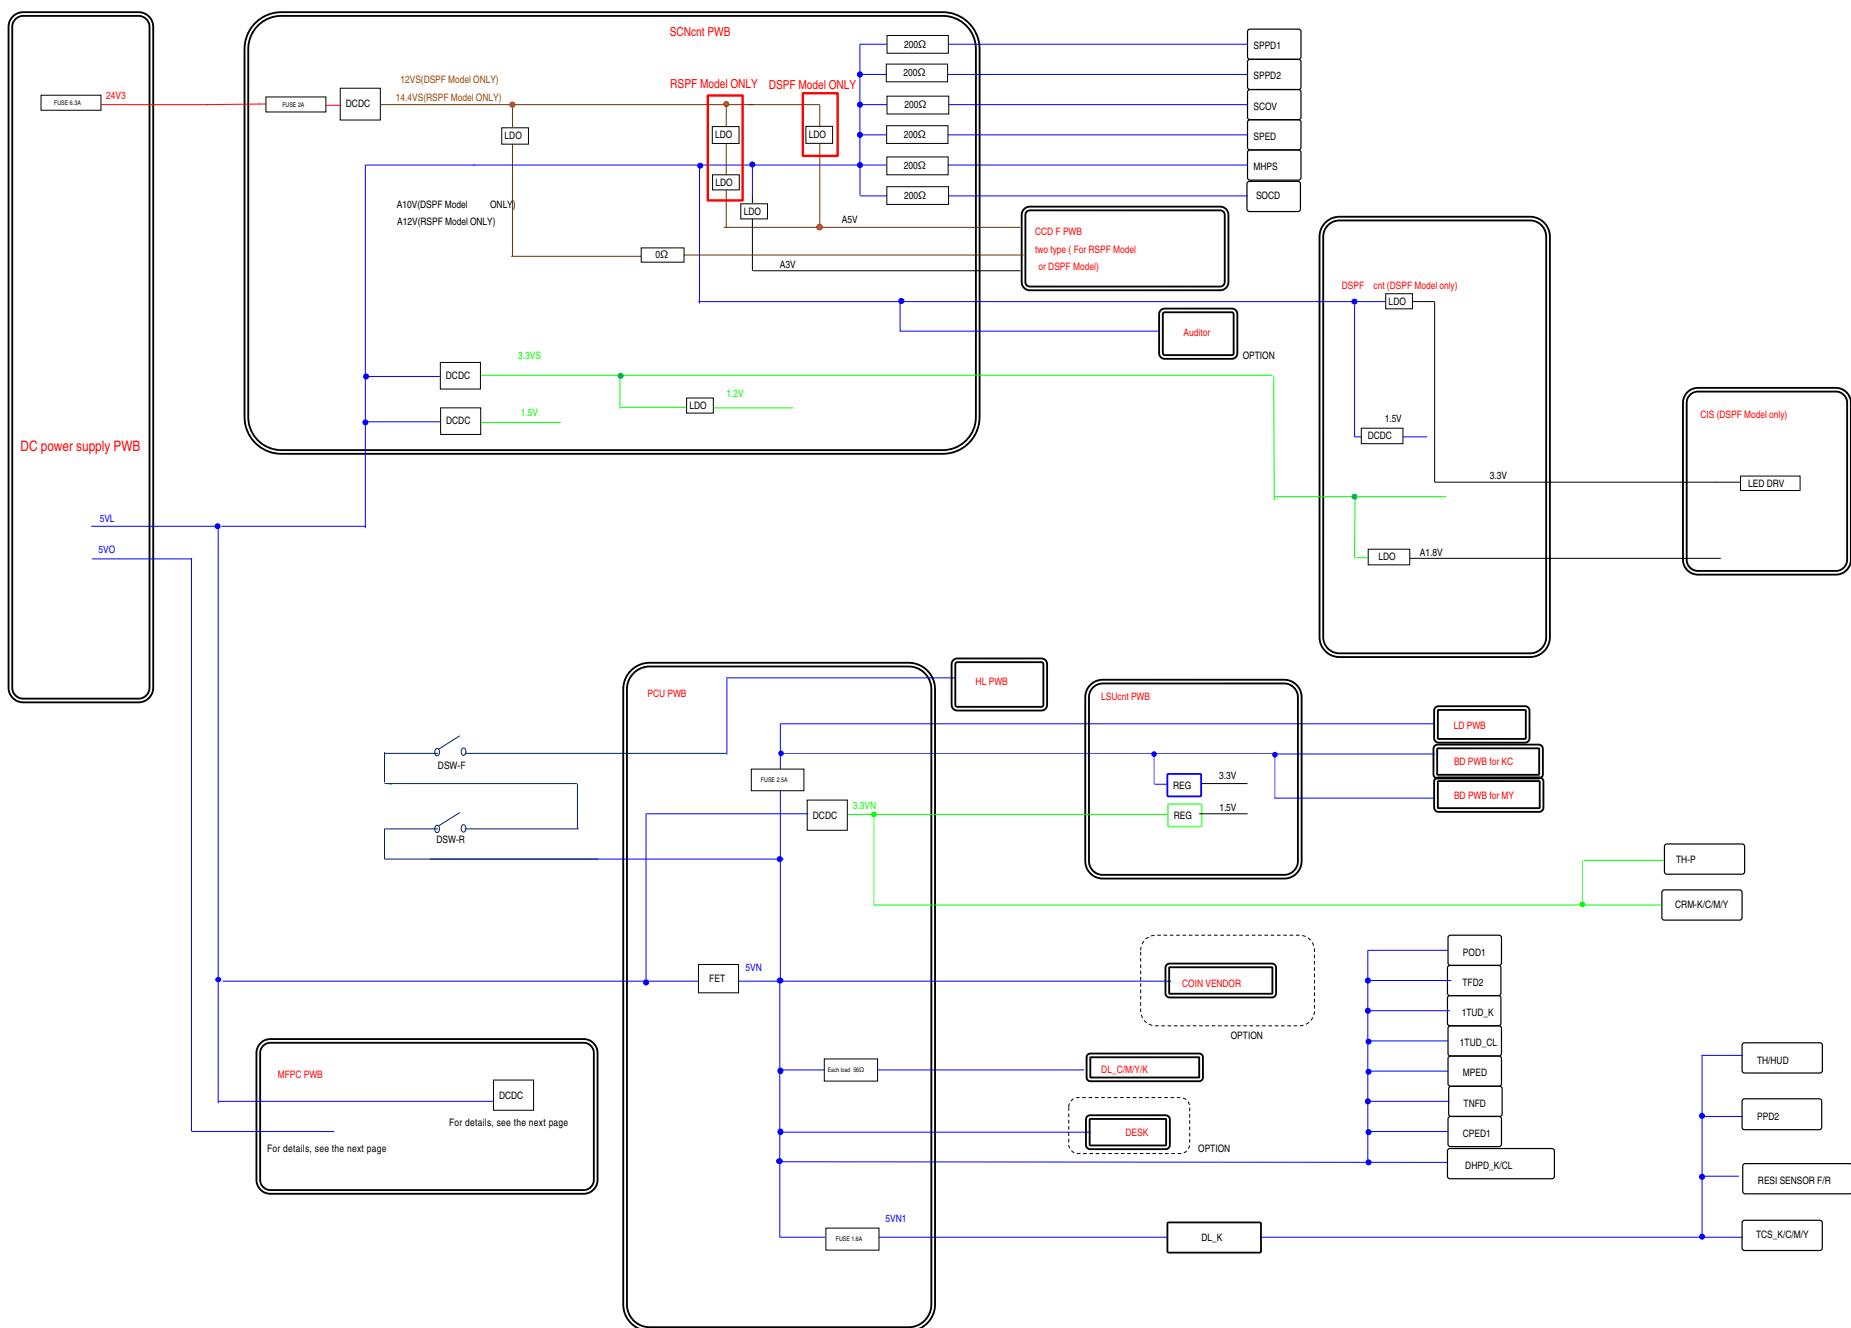 SCNcnt PWB
FUSE 6.3A
24V3
FUSE 2A
DCDC
12VS(DSPF Model ONLY)
14.4VS(RSPF Model ONLY)
LDO
RSPF Model ONLY
DSPF Model ONLY
LDO
LDO
LDO
LDO
A10V(DSPF Model ONLY)
A12V(RSPF Model ONLY)
0Ω
A5V
A3V
200Ω
200Ω
200Ω
200Ω
200Ω
200Ω
SPPD1
SPPD2
SCOV
SPED
MHPS
SOCD
CCD F PWB
two type ( For RSPF Model
or DSPF Model)
Auditor
OPTION
DSPF cnt (DSPF Model only)
LDO
1.5V
DCDC
3.3V
LDO
A1.8V
CIS (DSPF Model only)
LED DRV
3.3VS
DCDC
1.2V
LDO
DCDC
1.5V
DC power supply PWB
5VL
5VO
PCU PWB
HL PWB
LSUcnt PWB
LD PWB
BD PWB for KC
BD PWB for MY
DSW-F
DSW-R
FUSE 2.5A
DCDC
3.3VN
REG
3.3V
REG
1.5V
TH-P
CRM-K/C/M/Y
FET
5VN
COIN VENDOR
OPTION
POD1
TFD2
1TUD_K
1TUD_CL
MPED
TNFD
CPED1
DHPD_K/CL
MFPC PWB
DCDC
For details, see the next page
For details, see the next page
Each load 56Ω
DL_C/M/Y/K
DESK
OPTION
TH/HUD
PPD2
RESI SENSOR F/R
TCS_K/C/M/Y
5VN1
FUSE 1.6A
DL_K